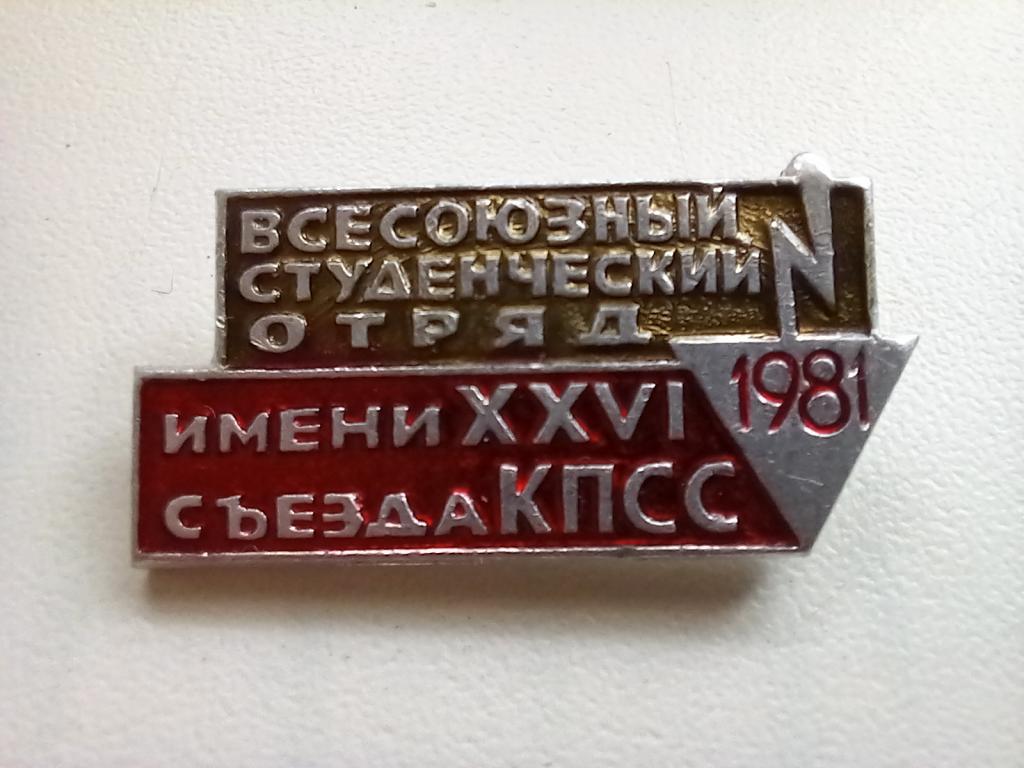 ВСЕСОЮЗНЫЙ
СТУДЕНЧЕСКИЙ
ОТРЯД
1981
ИМЕНИ XXVI
СЪЕЗДА КПСС